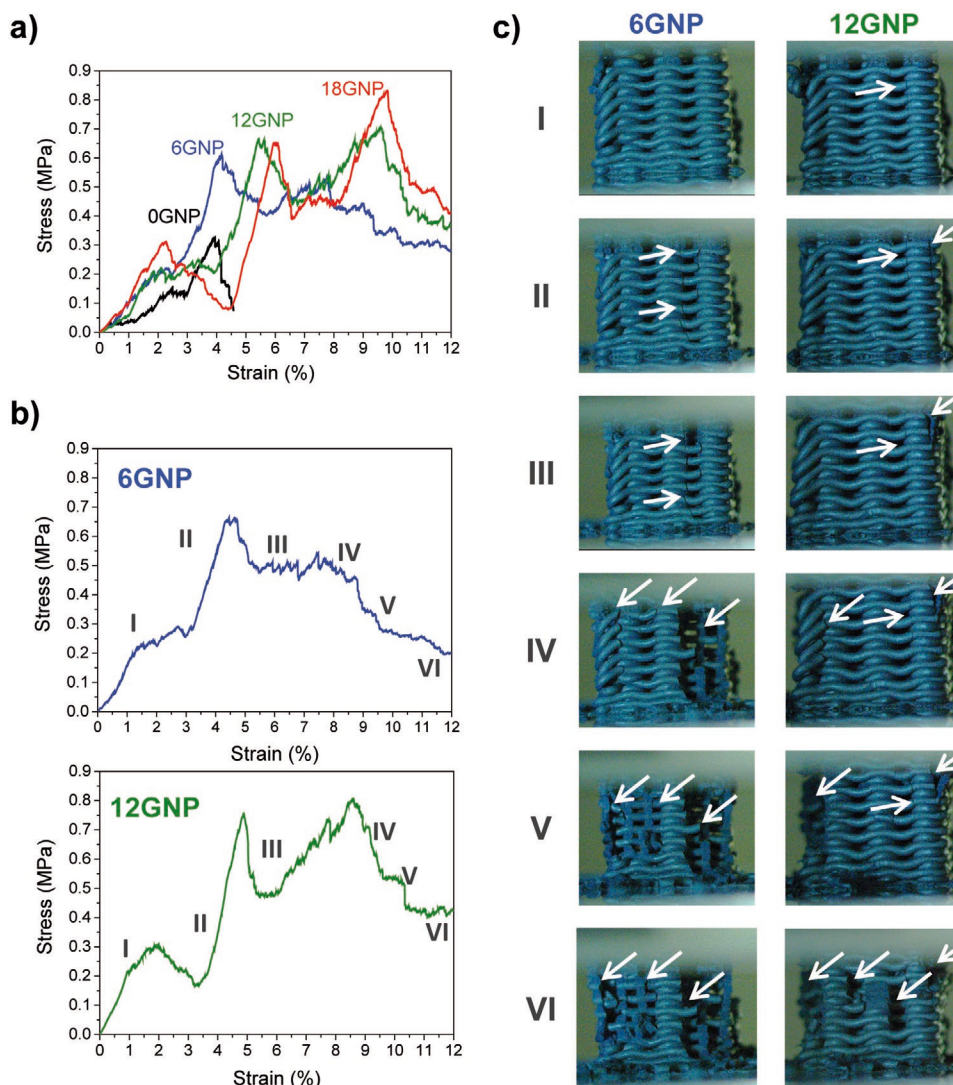 a)
0.9
0.8
0.7
0.6
0.5
0.4
0.3
0.2
0.1
0.0
Stress (MPa)
0GNP
6GNP
12GNP
18GNP
0 1 2 3 4 5 6 7 8 9 10 11 12
Strain (%)
b)
0.9
0.8
0.7
0.6
0.5
0.4
0.3
0.2
0.1
0.0
Stress (MPa)
6GNP
I
II
III
IV
V
VI
0 1 2 3 4 5 6 7 8 9 10 11 12
Strain (%)
0.9
0.8
0.7
0.6
0.5
0.4
0.3
0.2
0.1
0.0
Stress (MPa)
12GNP
I
II
III
IV
V
VI
0 1 2 3 4 5 6 7 8 9 10 11 12
Strain (%)
c)
6GNP 12GNP
I
II
III
IV
V
VI